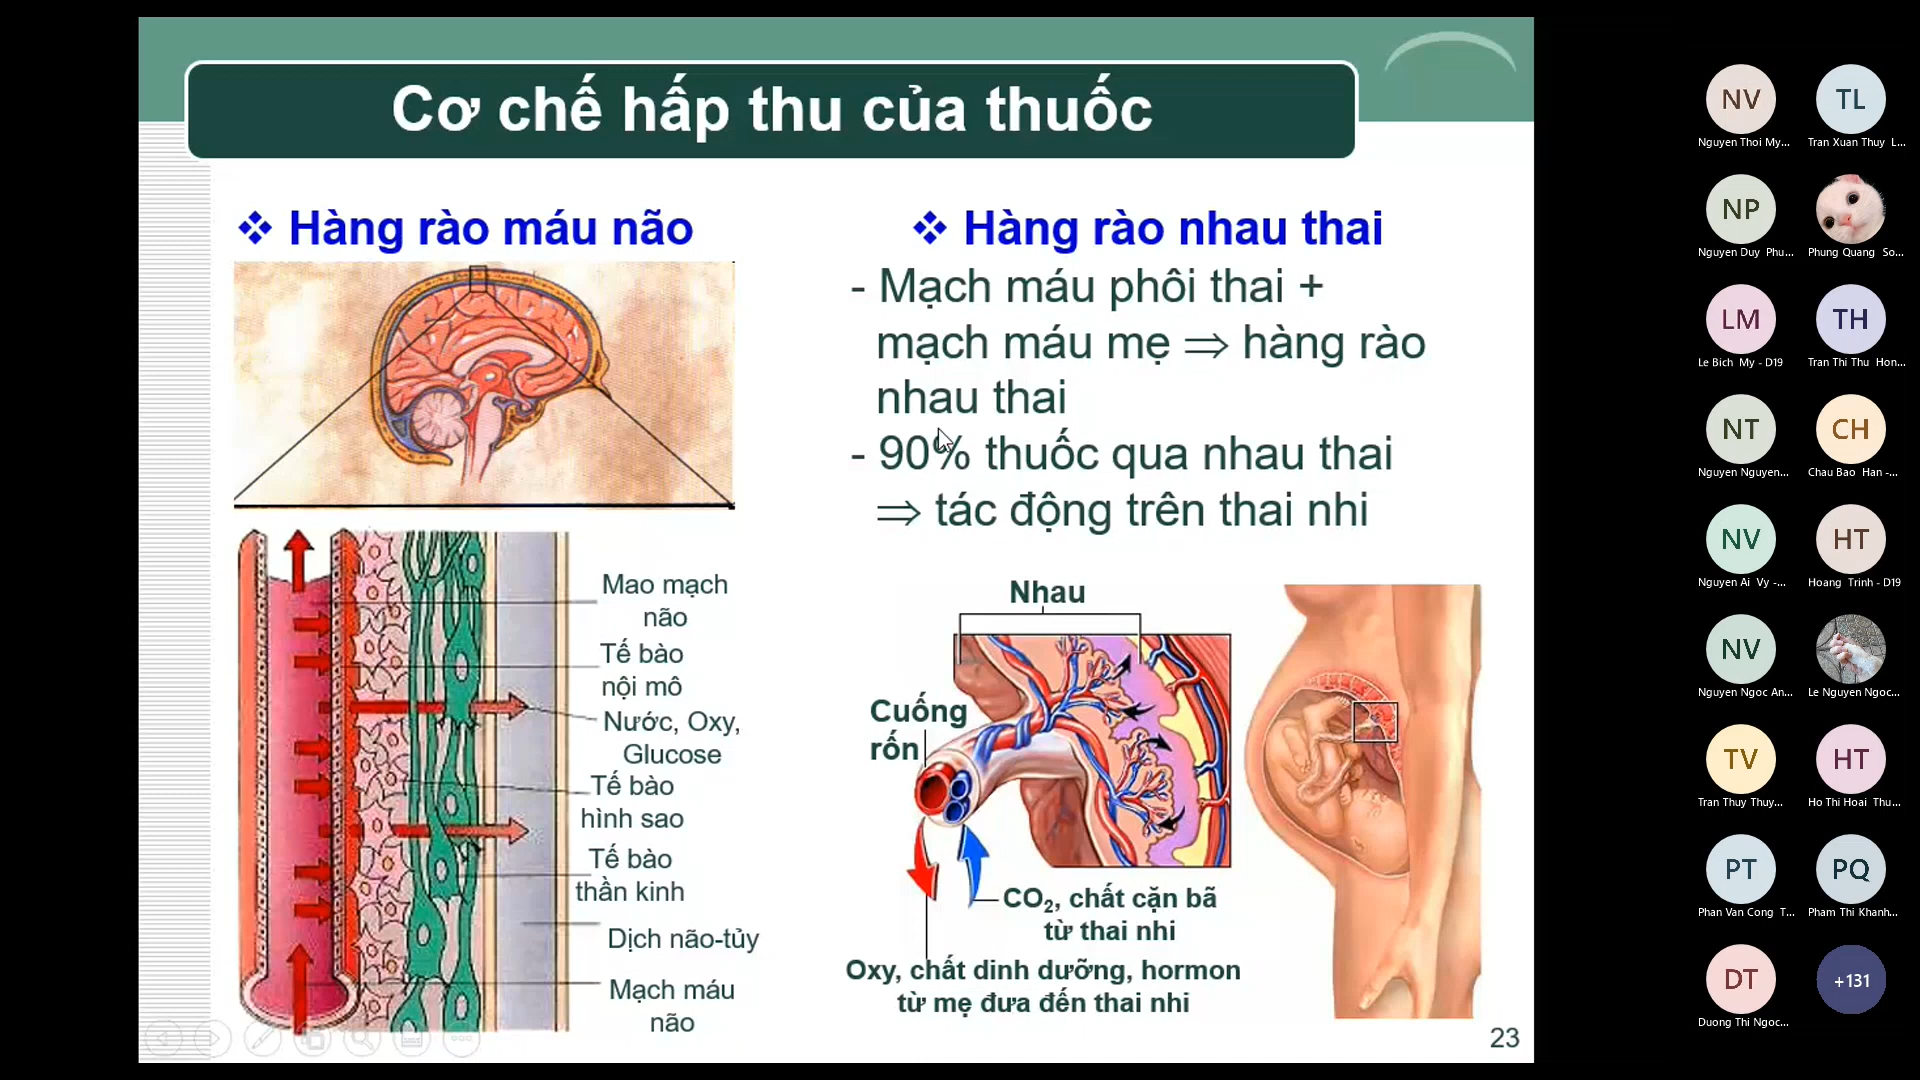 Cơ chế hấp thu của thuốc
❖ Hàng rào máu não
Mao mạch
não
Tế bào
nội mô
Nước, Oxy,
Glucose
Tế bào
hình sao
Tế bào
thần kinh
Dịch não-tủy
Mạch máu
não
❖ Hàng rào nhau thai
- Mạch máu phôi thai +
mạch máu mẹ ⇒ hàng rào
nhau thai
- 90% thuốc qua nhau thai
⇒ tác động trên thai nhi
Nhau
Cuống
rốn
CO₂, chất cặn bã
từ thai nhi
Oxy, chất dinh dưỡng, hormon
từ mẹ đưa đến thai nhi
23
NV
Nguyen Thoi My...
TL
Tran Xuan Thuy L...
NP
Nguyen Duy Phu...
Phung Quang So...
LM
Le Bich My - D19
TH
Tran Thi Thu Hon...
NT
Nguyen Nguyen...
CH
Chau Bao Han -...
NV
Nguyen Ai Vy -...
HT
Hoang Trinh - D19
NV
Nguyen Ngoc An...
Le Nguyen Ngoc...
TV
Tran Thuy Thuy...
HT
Ho Thi Hoai Thu...
PT
Phan Van Cong T...
PQ
Pham Thi Khanh...
DT
Duong Thi Ngoc...
+131